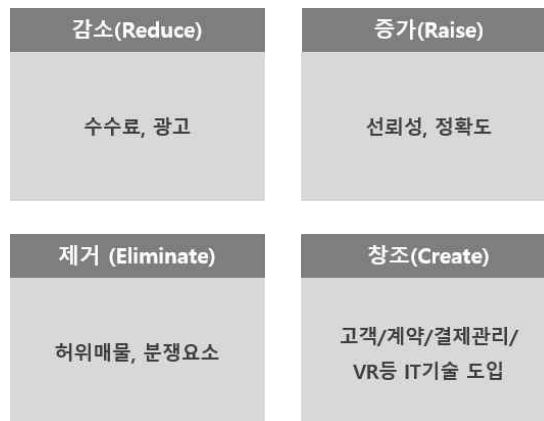 감소(Reduce)
수수료, 광고
증가(Raise)
선뢰성, 정확도
제거 (Eliminate)
허위매물, 분쟁요소
창조(Create)
고객/계약/결제관리/
VR등 IT기술 도입